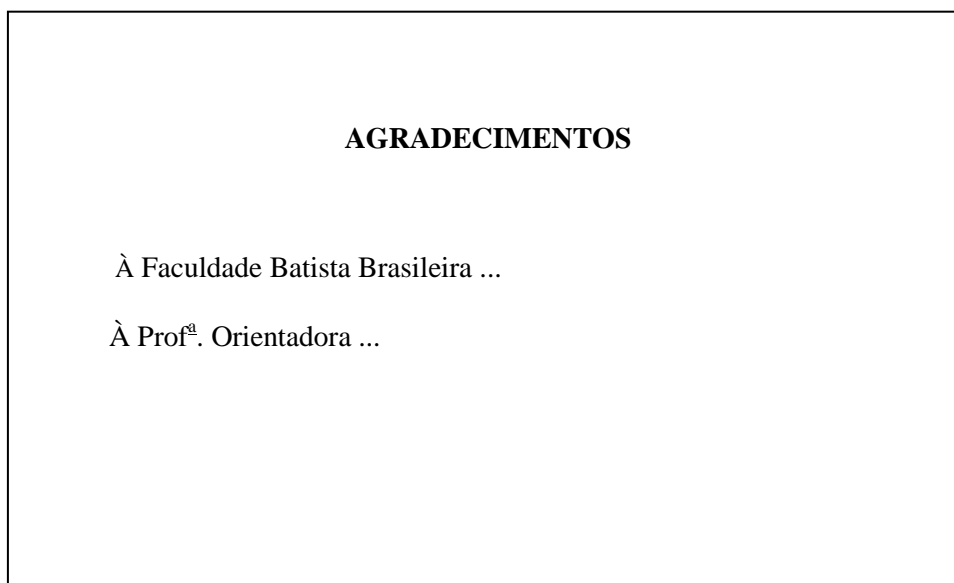 AGRADECIMENTOS
À Faculdade Batista Brasileira ...
À Profª. Orientadora ...